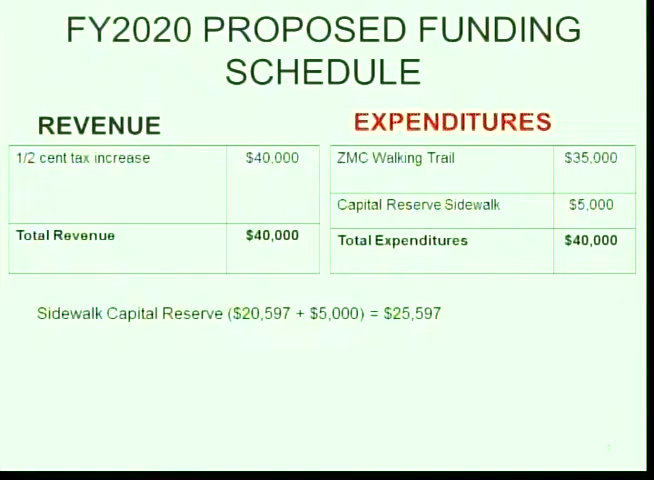 FY2020 PROPOSED FUNDING
SCHEDULE
REVENUE
1/2 cent tax increase $40,000
Total Revenue $40,000
EXPENDITURES
ZMC Walking Trail $35,000
Capital Reserve Sidewalk $5,000
Total Expenditures $40,000
Sidewalk Capital Reserve ($20,597 + $5,000) = $25,597